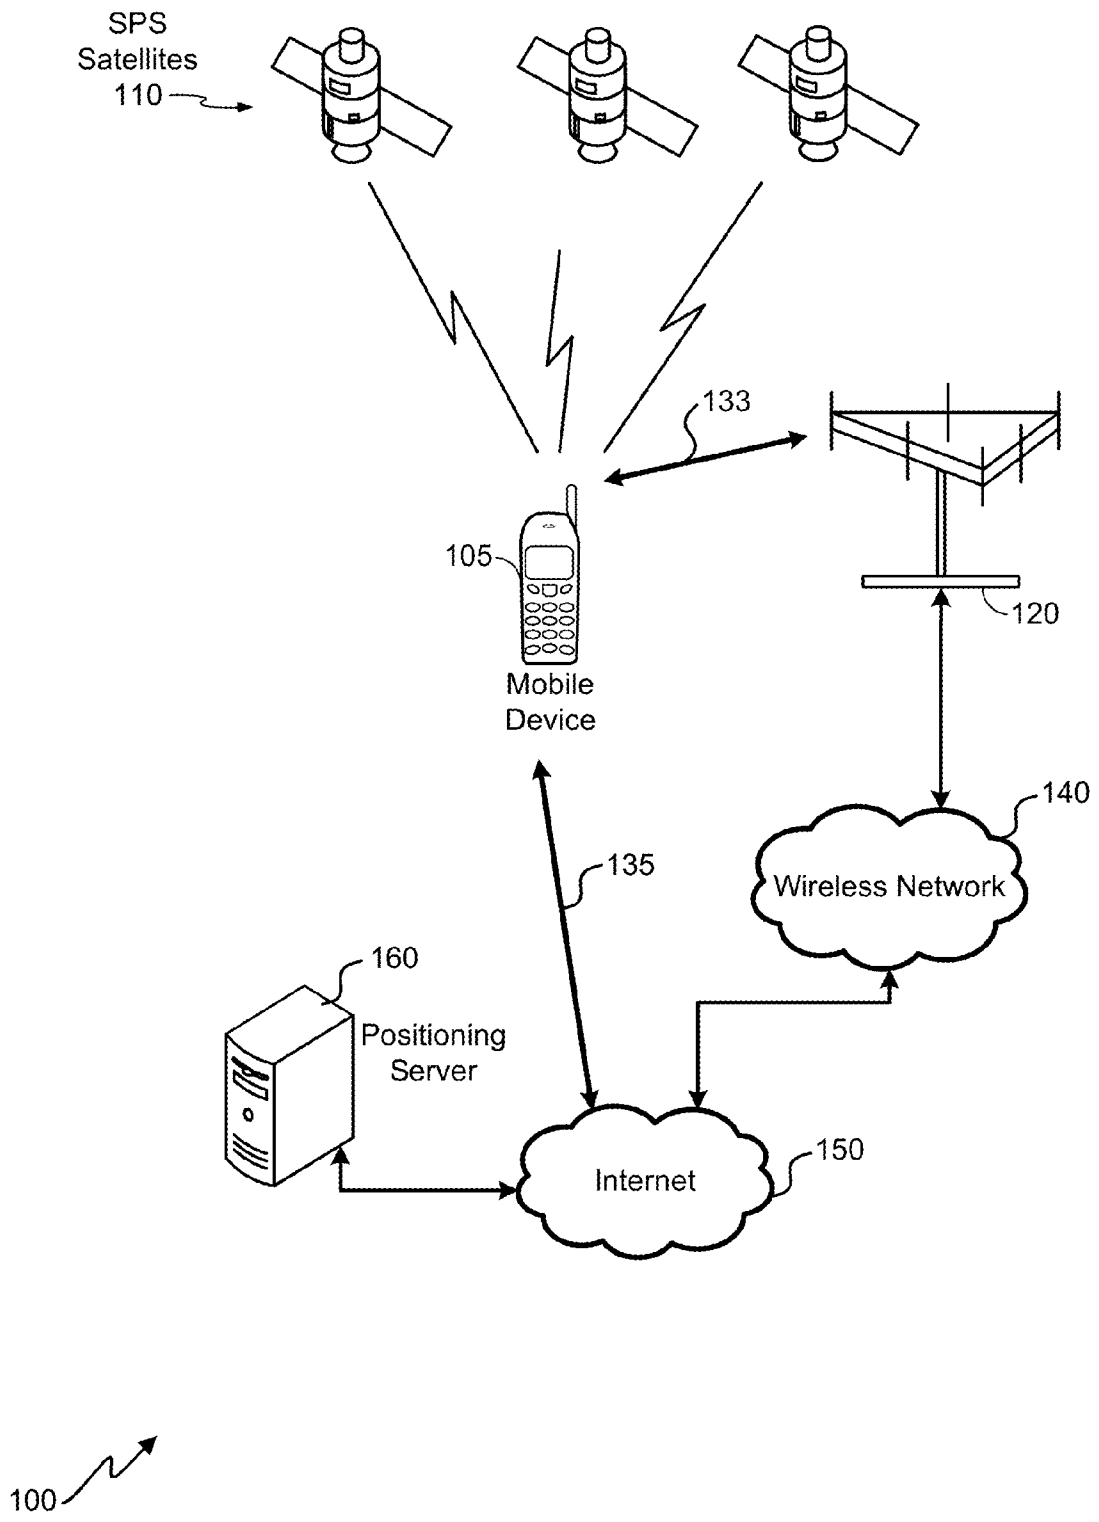 SPS
Satellites
110
133
105
120
Mobile
Device
140
135
Wireless Network
160
Positioning
Server
150
Internet
100